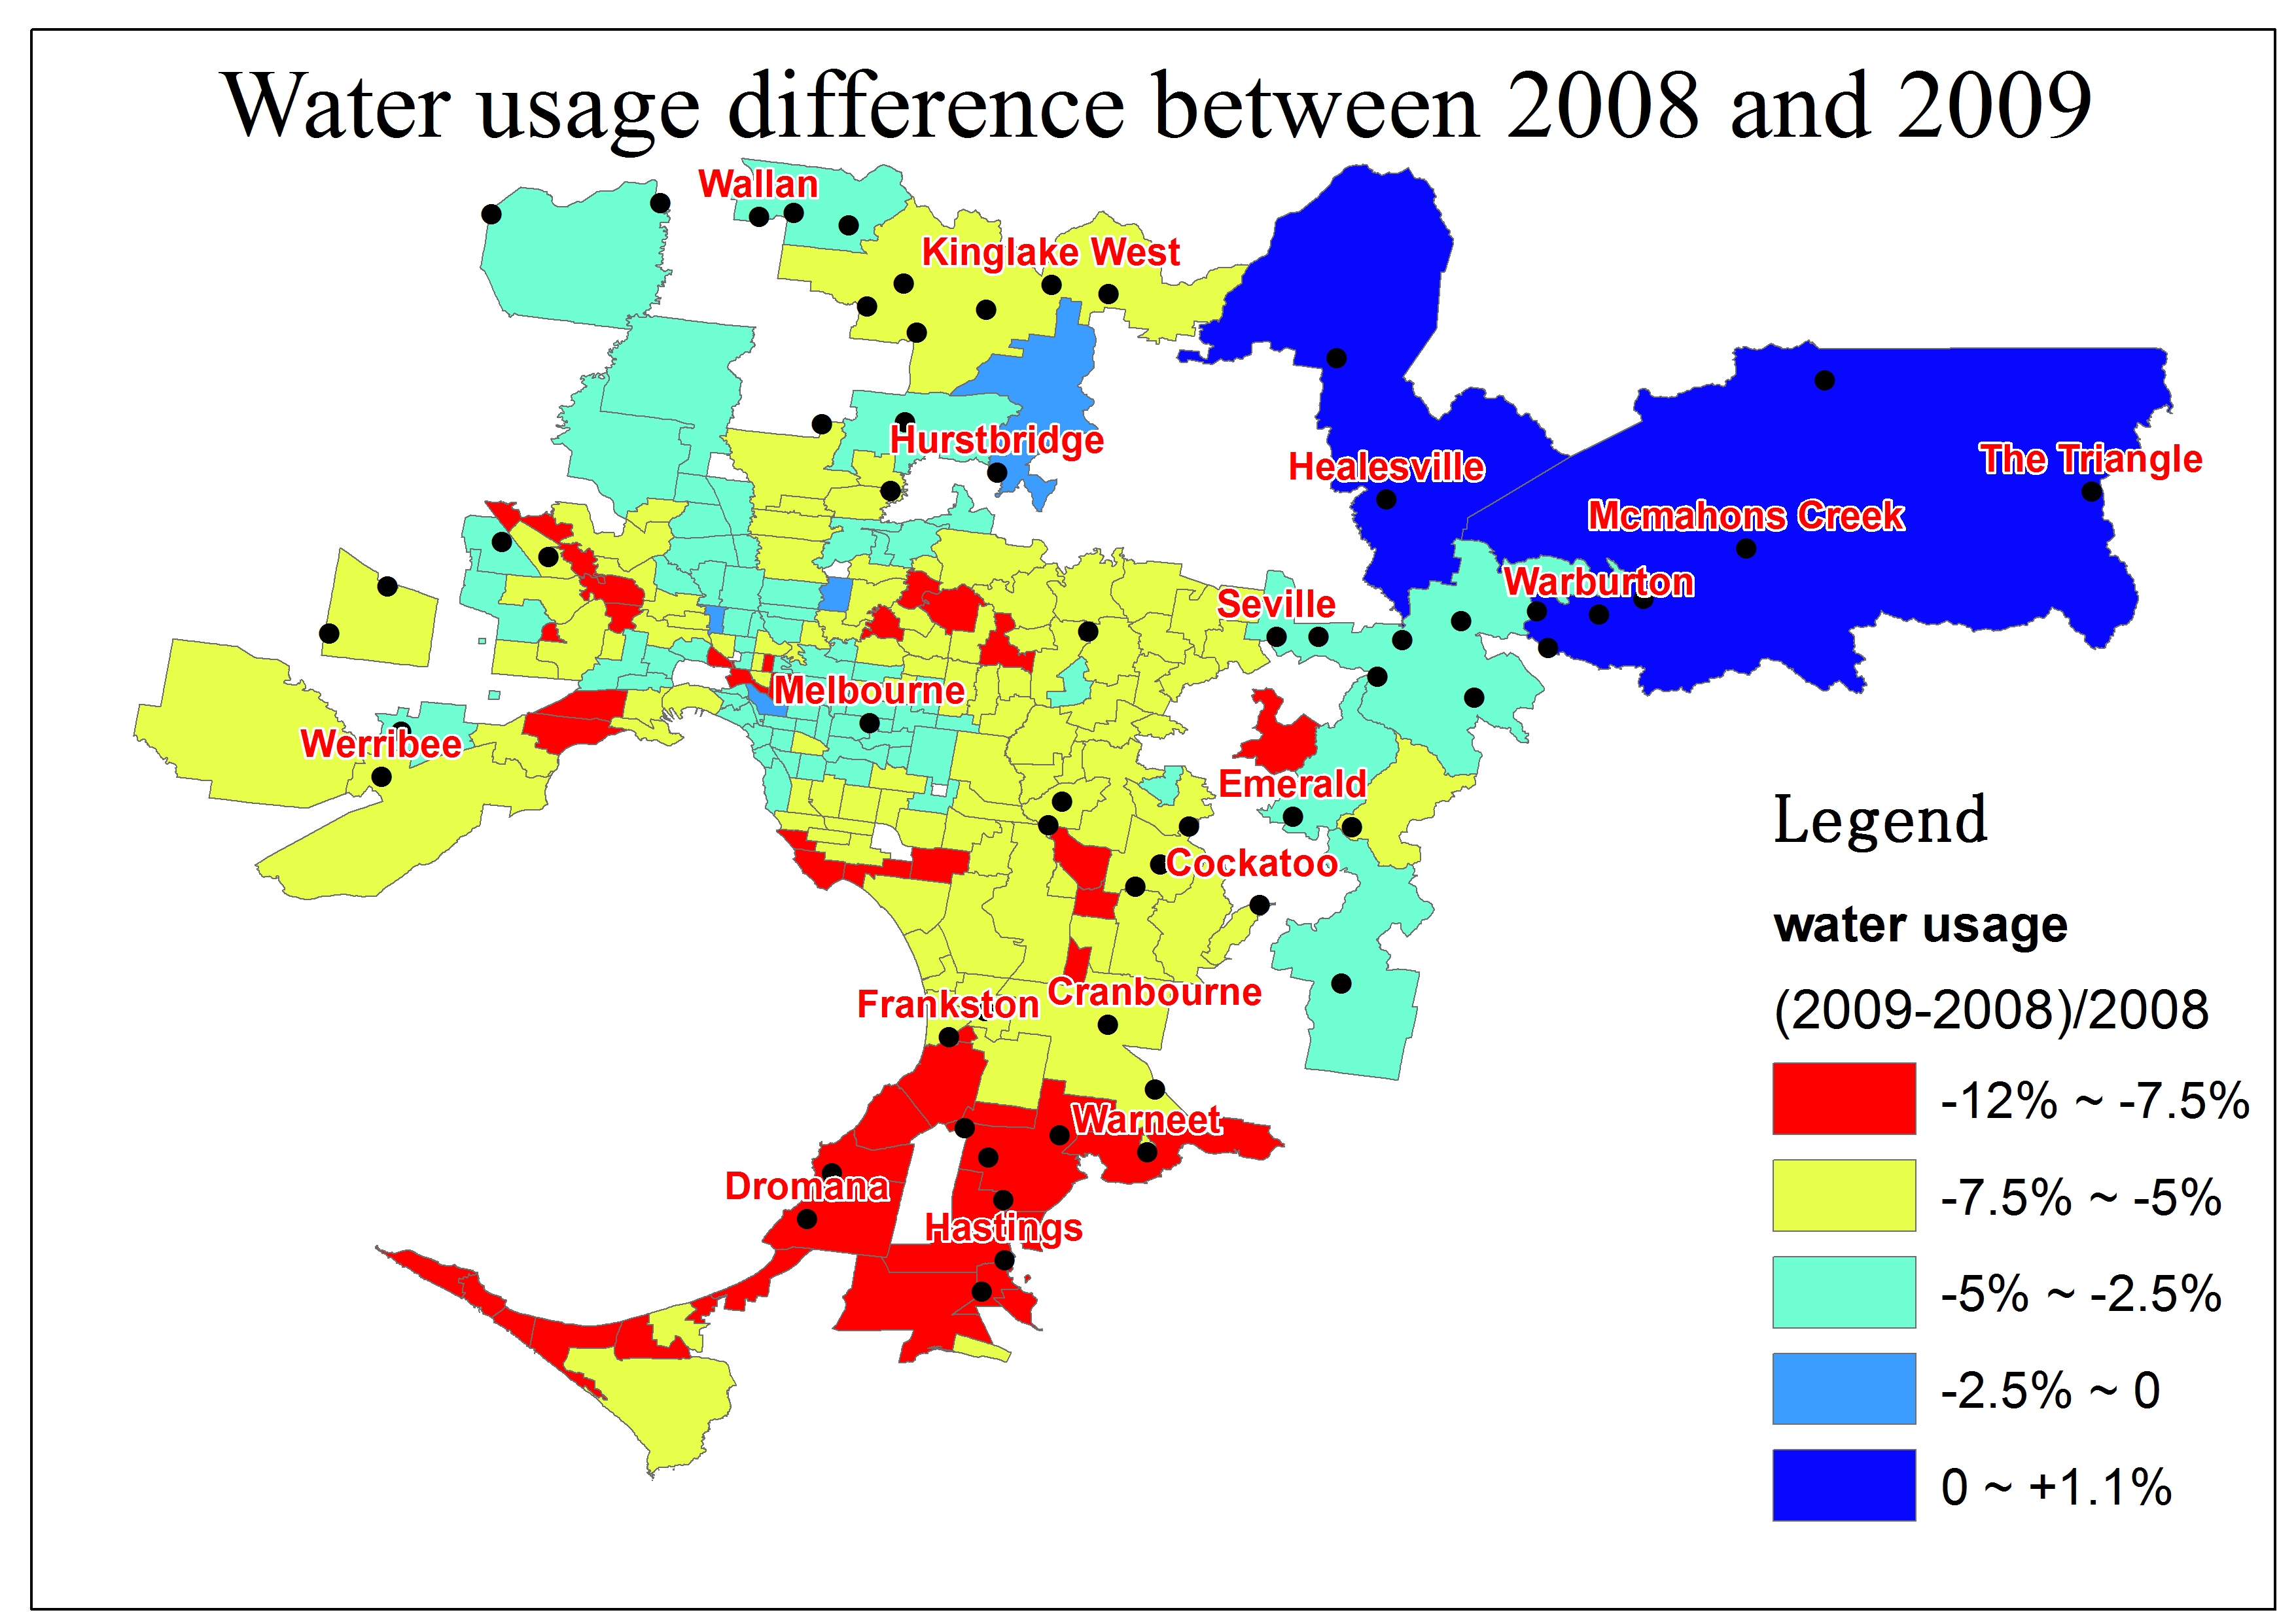 Water usage difference between 2008 and 2009
Wallan
Kinglake West
Hurstbridge
Healesville
The Triangle
Mcmahons Creek
Warburton
Seville
Melbourne
Werribee
Emerald
Cockatoo
Frankston
Cranbourne
Warneet
Dromana
Hastings
Legend
water usage
(2009-2008)/2008
-12% ~ -7.5%
-7.5% ~ -5%
-5% ~ -2.5%
-2.5% ~ 0
0 ~ +1.1%